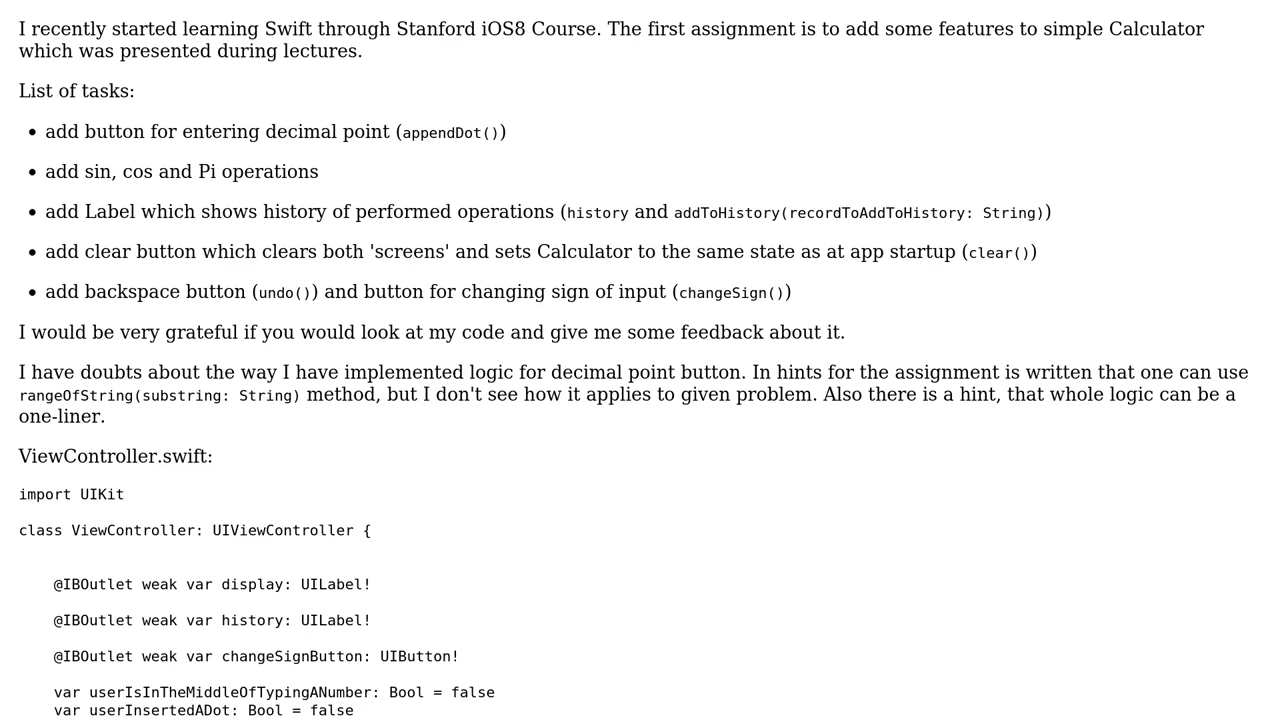 I recently started learning Swift through Stanford iOS8 Course. The first assignment is to add some features to simple Calculator
which was presented during lectures.
List of tasks:
• add button for entering decimal point (appendDot())
• add sin, cos and Pi operations
• add Label which shows history of performed operations (history and addToHistory(recordToAddToHistory: String))
• add clear button which clears both 'screens' and sets Calculator to the same state as at app startup (clear())
• add backspace button (undo()) and button for changing sign of input (changeSign())
I would be very grateful if you would look at my code and give me some feedback about it.
I have doubts about the way I have implemented logic for decimal point button. In hints for the assignment is written that one can use
rangeOfString(substring: String) method, but I don't see how it applies to given problem. Also there is a hint, that whole logic can be a
one-liner.
ViewController.swift:
import UIKit
class ViewController: UIViewController {
@IBOutlet weak var display: UILabel!
@IBOutlet weak var history: UILabel!
@IBOutlet weak var changeSignButton: UIButton!
var userIsInTheMiddleOfTypingANumber: Bool = false
var userInsertedADot: Bool = false